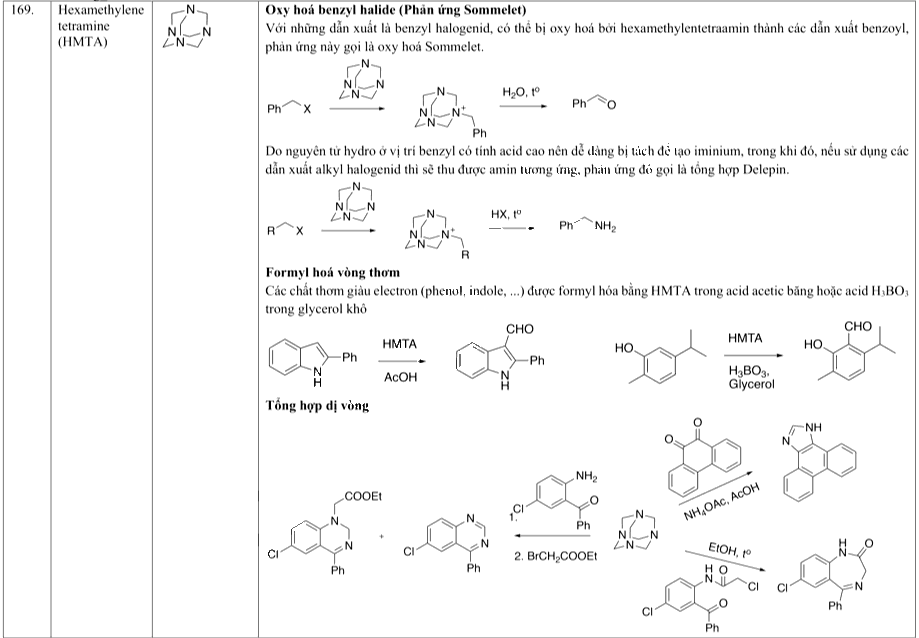 169.
Hexamethylene
tetramine
(HMTA)
N
N
N
N
Oxy hoá benzyl halide (Phản ứng Sommelet)
Với những dẫn xuất là benzyl halogenid, có thể bị oxy hoá bởi hexamethylentetraamin thành các dẫn xuất benzoyl,
phản ứng này gọi là oxy hoá Sommelet.
Ph X
N
N
N
N
N
N
N
N+
Ph
H2O, tº
Ph O
Do nguyên tử hydro ở vị trí benzyl có tính acid cao nên dễ dàng bị tách để tạo iminium, trong khi đó, nếu sử dụng các
dẫn xuất alkyl halogenid thì sẽ thu được amin tương ứng, phản ứng đó gọi là tổng hợp Delepin.
R X
N
N
N
N
N
N
N
N+
R
HX, tº
Ph NH2
Formyl hoá vòng thơm
Các chất thơm giàu electron (phenol, indole, ...) được formyl hóa bằng HMTA trong acid acetic băng hoặc acid H3BO3
trong glycerol khô
N
H
Ph
HMTA
AcOH
CHO
Ph
N
H
HO
HMTA
H3BO3,
Glycerol
CHO
HO
Tổng hợp dị vòng
COOEt
N
N
Cl
Ph
+
N
N
Cl
Ph
NH2
Cl
O
Ph
1.
2. BrCH2COOEt
N
N
N
N
O
O
NH4OAc, AcOH
NH
N
EtOH, tº
H
N
O
Cl
Cl
O
Ph
H
N
O
Cl
N
Ph